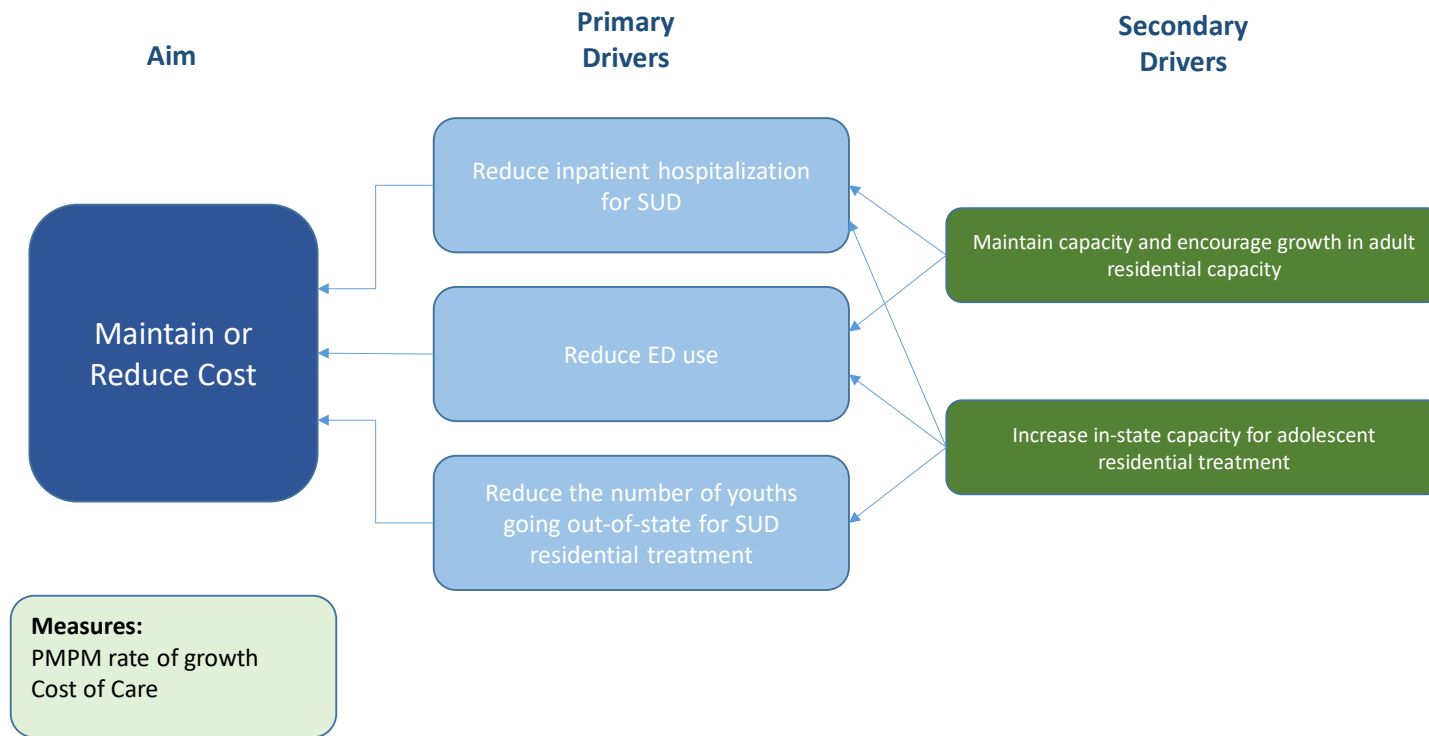 Aim
Primary
Drivers
Secondary
Drivers
Maintain or
Reduce Cost
Reduce inpatient hospitalization
for SUD
Reduce ED use
Reduce the number of youths
going out-of-state for SUD
residential treatment
Maintain capacity and encourage growth in adult
residential capacity
Increase in-state capacity for adolescent
residential treatment
Measures:
PMPM rate of growth
Cost of Care